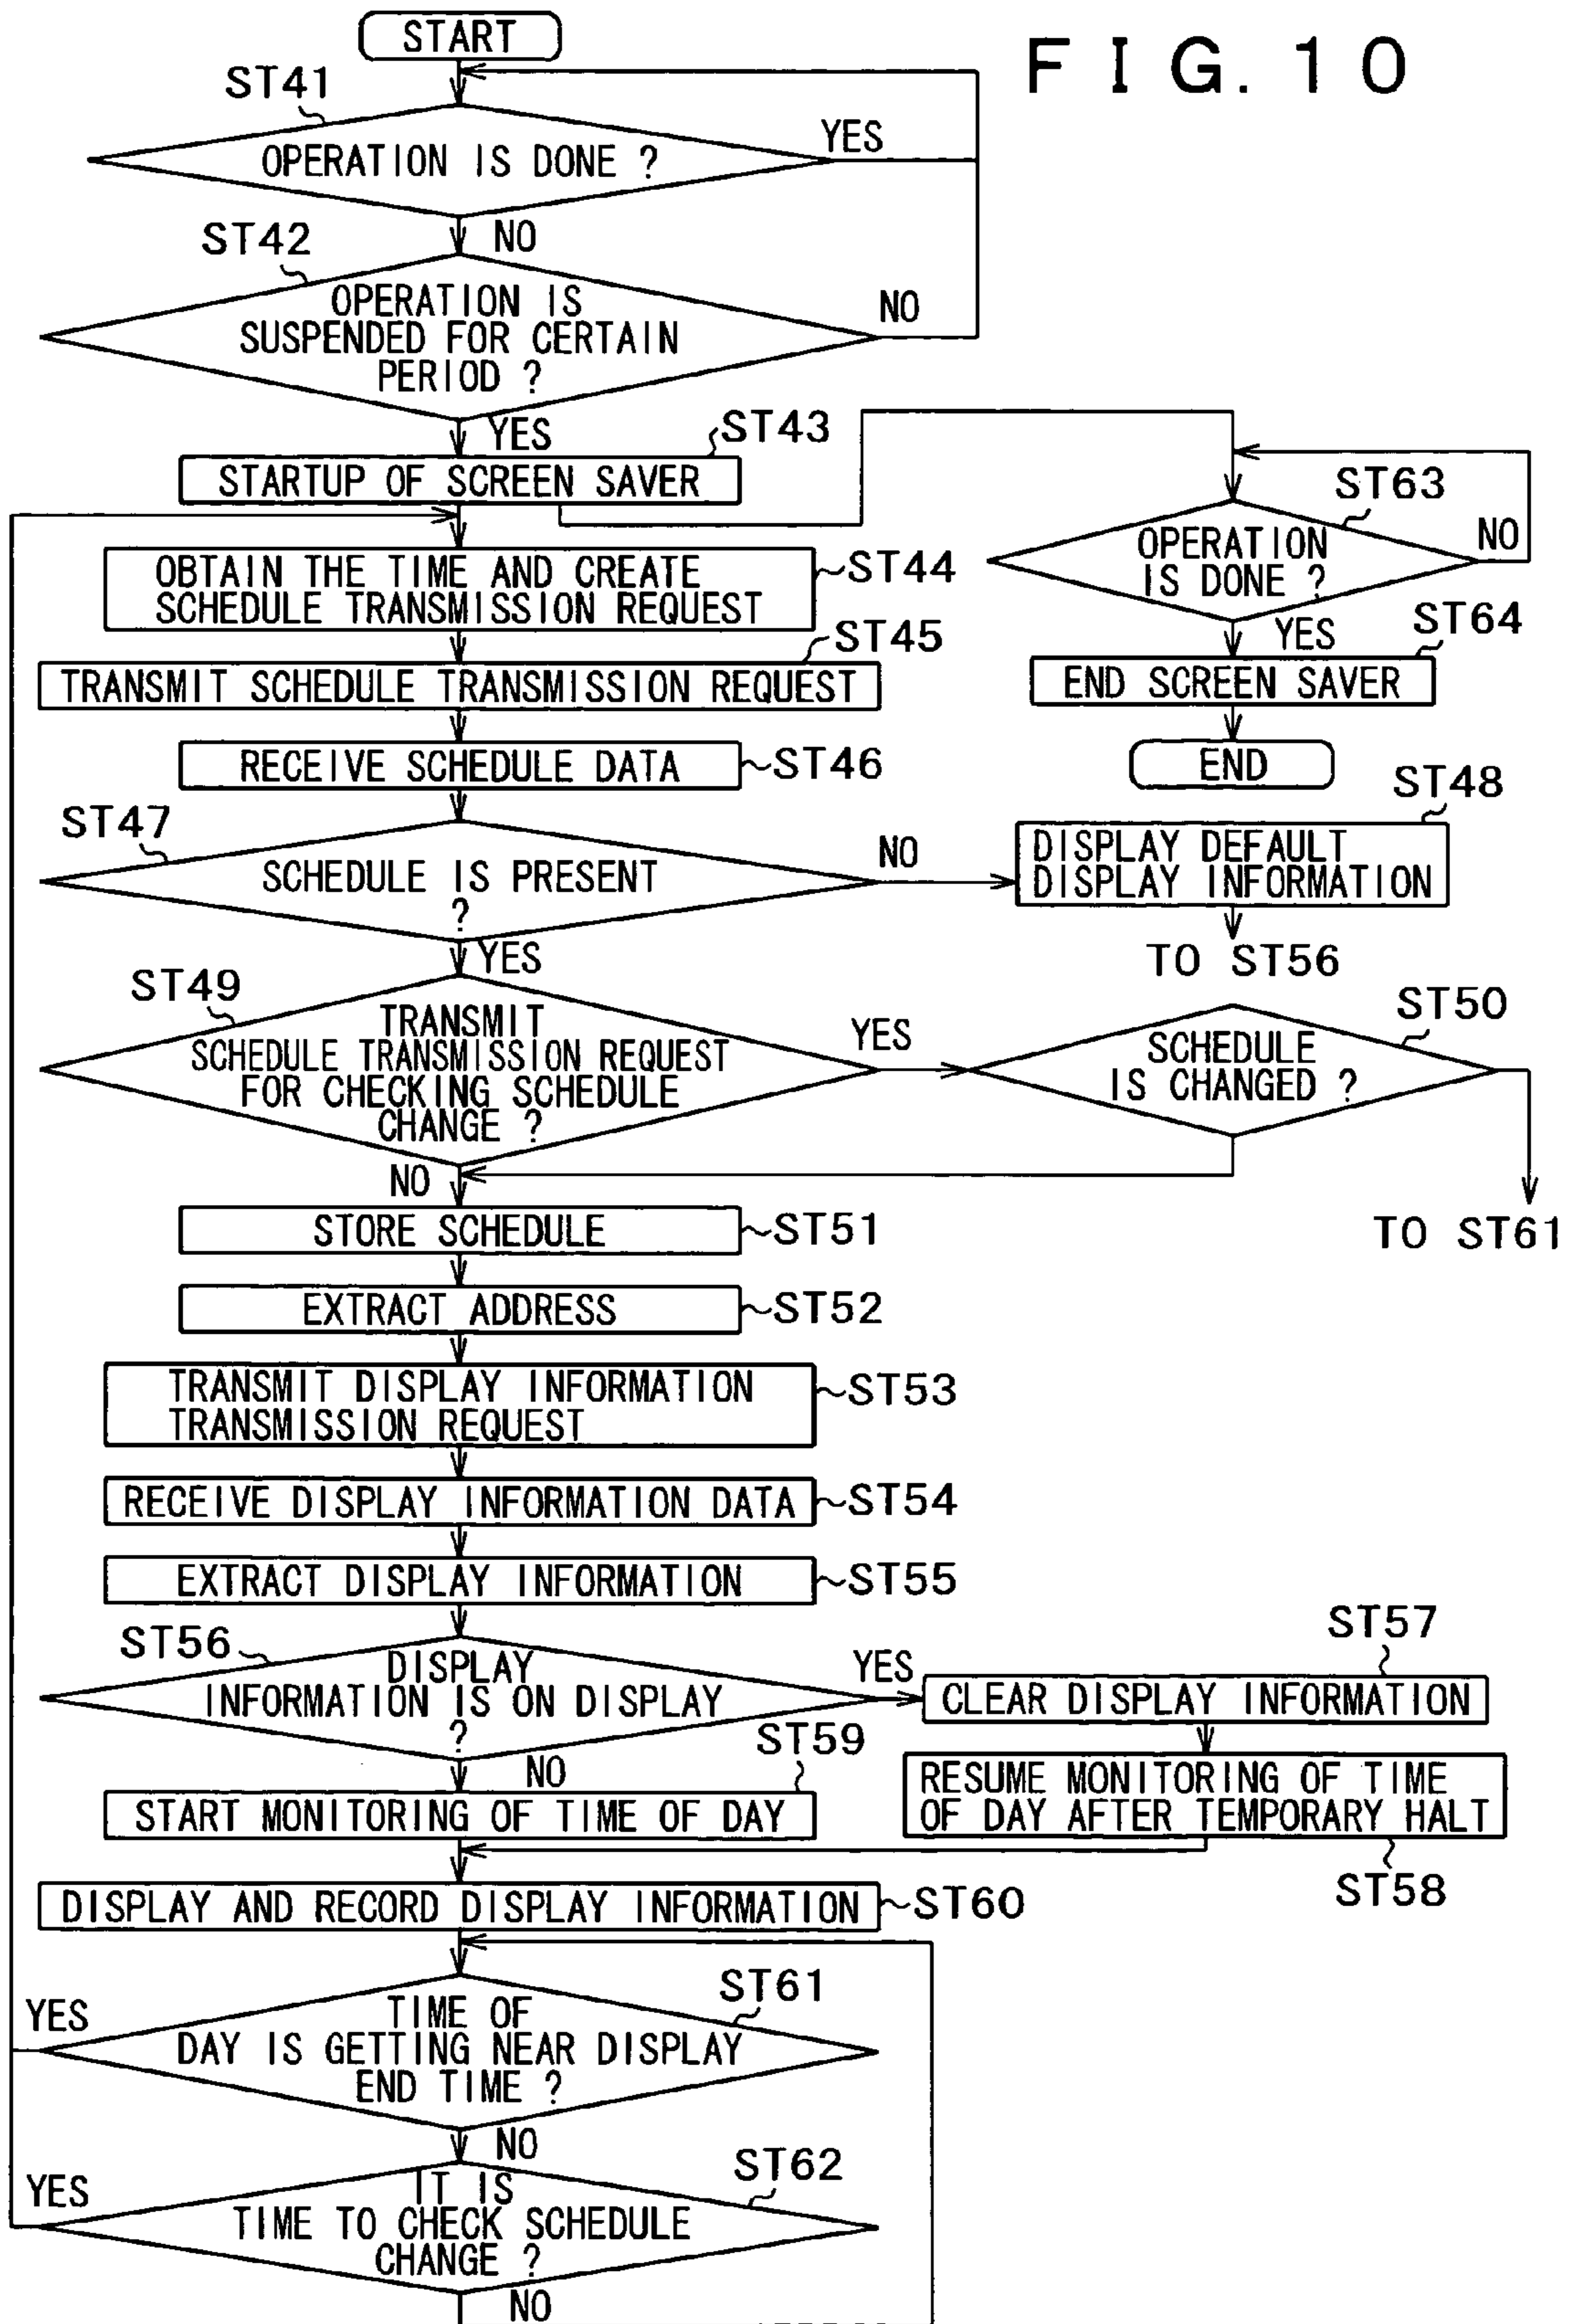 FIG. 10
START
ST41
OPERATION IS DONE ?
YES
NO
ST42
OPERATION IS
SUSPENDED FOR CERTAIN
PERIOD ?
NO
YES
ST43
STARTUP OF SCREEN SAVER
ST63
OPERATION
IS DONE ?
NO
YES
ST64
END SCREEN SAVER
END
OBTAIN THE TIME AND CREATE
SCHEDULE TRANSMISSION REQUEST
ST44
ST45
TRANSMIT SCHEDULE TRANSMISSION REQUEST
RECEIVE SCHEDULE DATA
ST46
ST47
SCHEDULE IS PRESENT
?
NO
YES
ST48
DISPLAY DEFAULT
DISPLAY INFORMATION
TO ST56
ST49
TRANSMIT
SCHEDULE TRANSMISSION REQUEST
FOR CHECKING SCHEDULE
CHANGE ?
YES
NO
ST50
SCHEDULE
IS CHANGED ?
TO ST61
STORE SCHEDULE
ST51
EXTRACT ADDRESS
ST52
TRANSMIT DISPLAY INFORMATION
TRANSMISSION REQUEST
ST53
RECEIVE DISPLAY INFORMATION DATA
ST54
EXTRACT DISPLAY INFORMATION
ST55
ST56
DISPLAY
INFORMATION IS ON DISPLAY
?
YES
NO
ST57
CLEAR DISPLAY INFORMATION
RESUME MONITORING OF TIME
OF DAY AFTER TEMPORARY HALT
ST58
ST59
START MONITORING OF TIME OF DAY
DISPLAY AND RECORD DISPLAY INFORMATION
ST60
ST61
TIME OF
DAY IS GETTING NEAR DISPLAY
END TIME ?
YES
NO
ST62
IT IS
TIME TO CHECK SCHEDULE
CHANGE ?
YES
NO